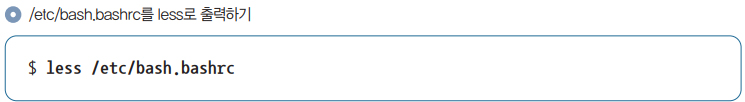 /etc/bash.bashrc를 less로 출력하기
$ less /etc/bash.bashrc